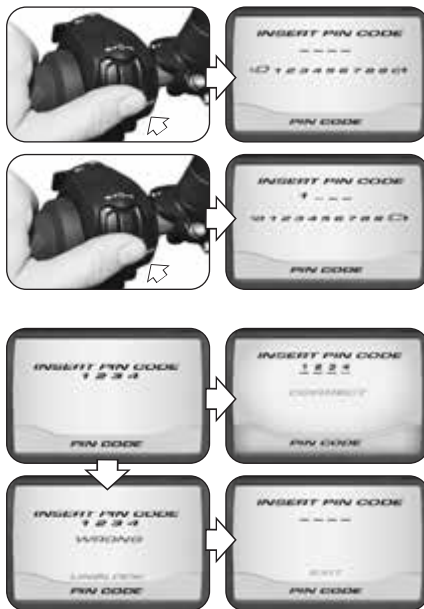 INSERT PIN CODE
_ _ _ _
0 1 2 3 4 5 6 7 8 9
PIN CODE
INSERT PIN CODE
1 _ _ _
0 1 2 3 4 5 6 7 8 9
PIN CODE
INSERT PIN CODE
1 2 3 4
PIN CODE
INSERT PIN CODE
1 2 3 4
CORRECT
PIN CODE
INSERT PIN CODE
1 2 3 4
WRONG
PIN CODE
INSERT PIN CODE
_ _ _ _
EXIT
PIN CODE